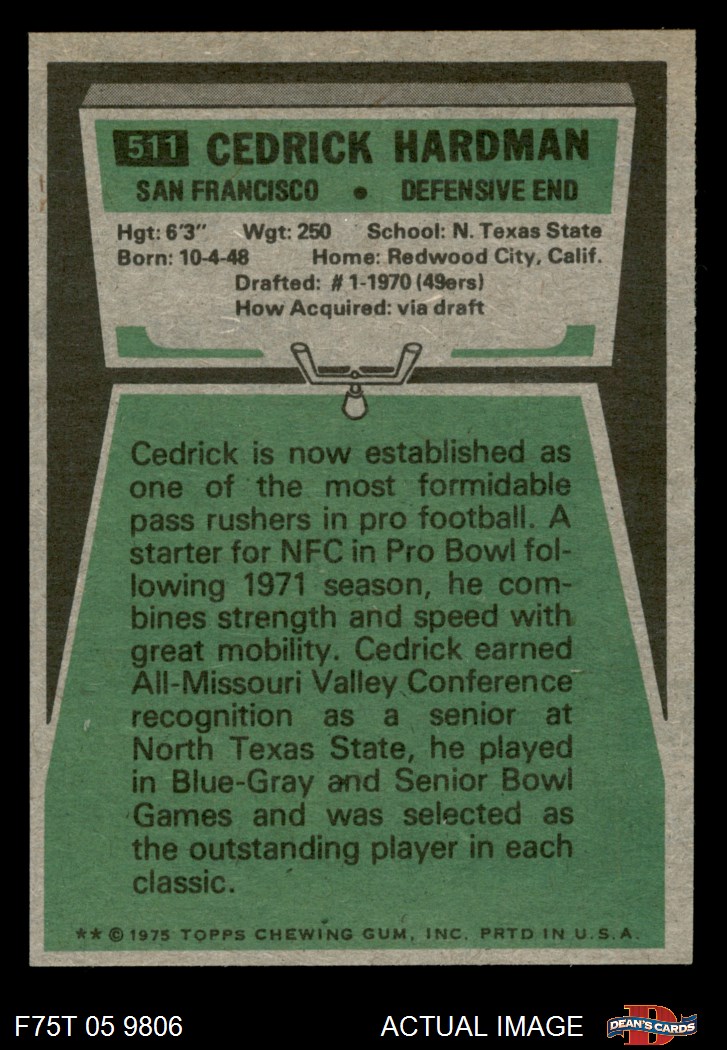 511 CEDRICK HARDMAN
SAN FRANCISCO • DEFENSIVE END
Hgt: 6'3" Wgt: 250 School: N. Texas State
Born: 10-4-48 Home: Redwood City, Calif.
Drafted: #1-1970 (49ers)
How Acquired: via draft
Cedrick is now established as
one of the most formidable
pass rushers in pro football. A
starter for NFC in Pro Bowl fol-
lowing 1971 season, he com-
bines strength and speed with
great mobility. Cedrick earned
All-Missouri Valley Conference
recognition as a senior at
North Texas State, he played
in Blue-Gray and Senior Bowl
Games and was selected as
the outstanding player in each
classic.
** © 1975 TOPPS CHEWING GUM, INC. PRTD IN U.S.A.
F75T 05 9806 ACTUAL IMAGE D DEAN'S CARDS